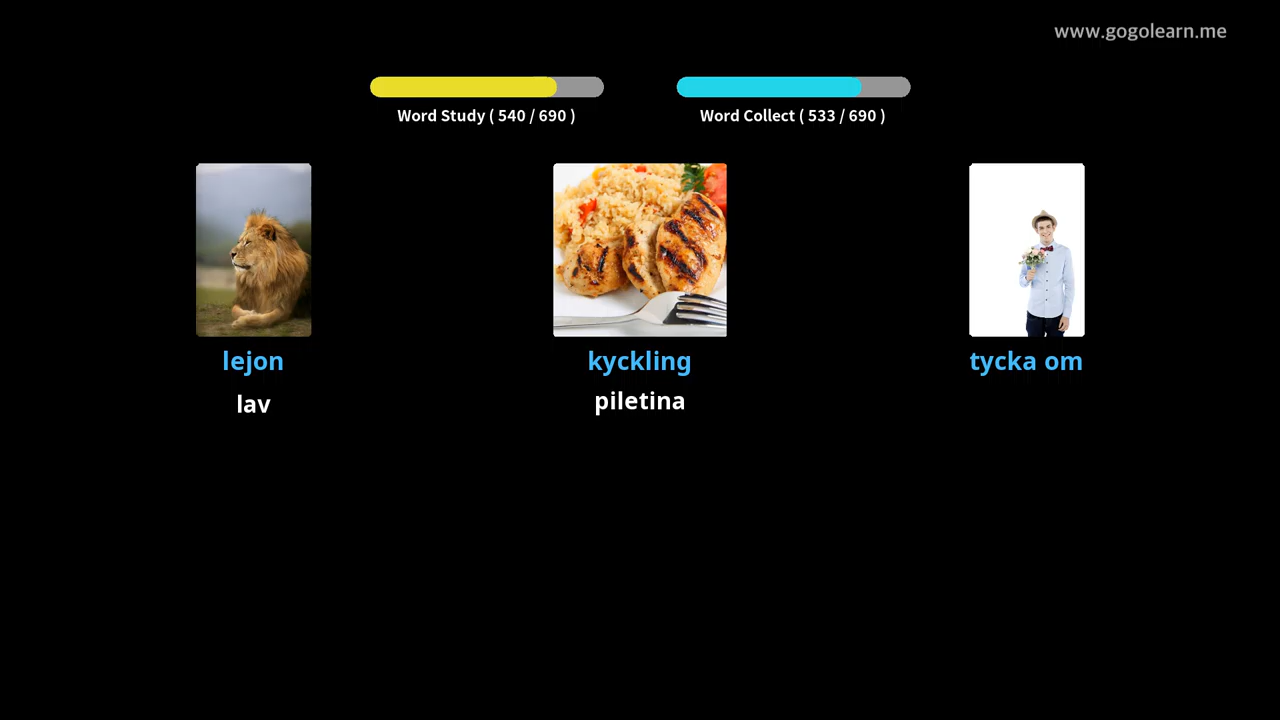 www.gogolearn.me
Word Study ( 540 / 690 )
Word Collect ( 533 / 690 )
lejon
kyckling
tycka om
lav
piletina